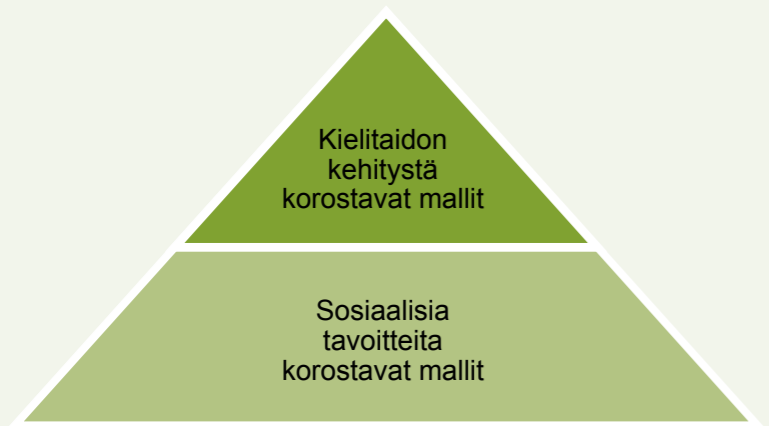 Kielitaidon
kehitystä
korostavat mallit
Sosiaalisia
tavoitteita
korostavat mallit